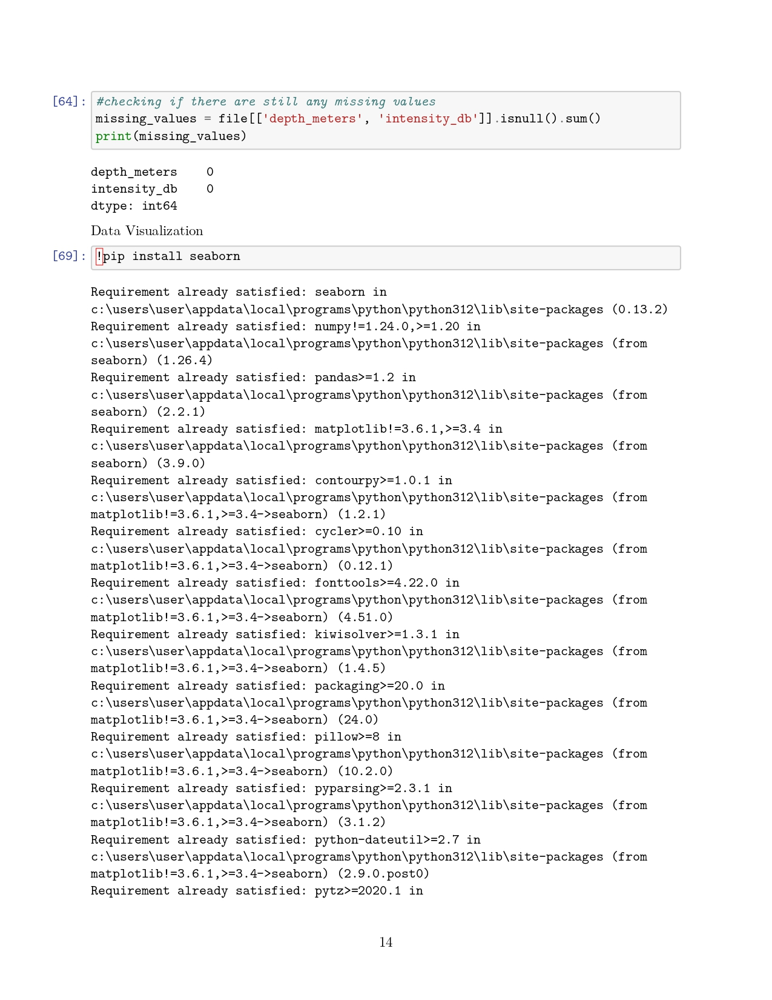 [64]: #checking if there are still any missing values
missing_values = file[['depth_meters', 'intensity_db']].isnull().sum()
print(missing_values)
depth_meters    0
intensity_db    0
dtype: int64
Data Visualization
[69]: !pip install seaborn
Requirement already satisfied: seaborn in
c:\users\user\appdata\local\programs\python\python312\lib\site-packages (0.13.2)
Requirement already satisfied: numpy!=1.24.0,>=1.20 in
c:\users\user\appdata\local\programs\python\python312\lib\site-packages (from
seaborn) (1.26.4)
Requirement already satisfied: pandas>=1.2 in
c:\users\user\appdata\local\programs\python\python312\lib\site-packages (from
seaborn) (2.2.1)
Requirement already satisfied: matplotlib!=3.6.1,>=3.4 in
c:\users\user\appdata\local\programs\python\python312\lib\site-packages (from
seaborn) (3.9.0)
Requirement already satisfied: contourpy>=1.0.1 in
c:\users\user\appdata\local\programs\python\python312\lib\site-packages (from
matplotlib!=3.6.1,>=3.4->seaborn) (1.2.1)
Requirement already satisfied: cycler>=0.10 in
c:\users\user\appdata\local\programs\python\python312\lib\site-packages (from
matplotlib!=3.6.1,>=3.4->seaborn) (0.12.1)
Requirement already satisfied: fonttools>=4.22.0 in
c:\users\user\appdata\local\programs\python\python312\lib\site-packages (from
matplotlib!=3.6.1,>=3.4->seaborn) (4.51.0)
Requirement already satisfied: kiwisolver>=1.3.1 in
c:\users\user\appdata\local\programs\python\python312\lib\site-packages (from
matplotlib!=3.6.1,>=3.4->seaborn) (1.4.5)
Requirement already satisfied: packaging>=20.0 in
c:\users\user\appdata\local\programs\python\python312\lib\site-packages (from
matplotlib!=3.6.1,>=3.4->seaborn) (24.0)
Requirement already satisfied: pillow>=8 in
c:\users\user\appdata\local\programs\python\python312\lib\site-packages (from
matplotlib!=3.6.1,>=3.4->seaborn) (10.2.0)
Requirement already satisfied: pyparsing>=2.3.1 in
c:\users\user\appdata\local\programs\python\python312\lib\site-packages (from
matplotlib!=3.6.1,>=3.4->seaborn) (3.1.2)
Requirement already satisfied: python-dateutil>=2.7 in
c:\users\user\appdata\local\programs\python\python312\lib\site-packages (from
matplotlib!=3.6.1,>=3.4->seaborn) (2.9.0.post0)
Requirement already satisfied: pytz>=2020.1 in
14